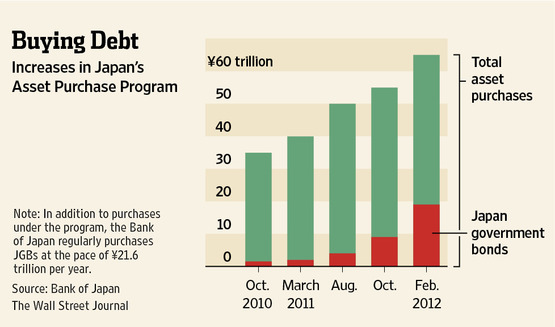 Buying Debt
Increases in Japan's
Asset Purchase Program
¥60 trillion
50
40
30
20
10
0
Total
asset
purchases
Japan
government
bonds
Oct.
2010
March
2011
Aug.
Oct.
Feb.
2012
Note: In addition to purchases
under the program, the Bank
of Japan regularly purchases
JGBs at the pace of ¥21.6
trillion per year.
Source: Bank of Japan
The Wall Street Journal